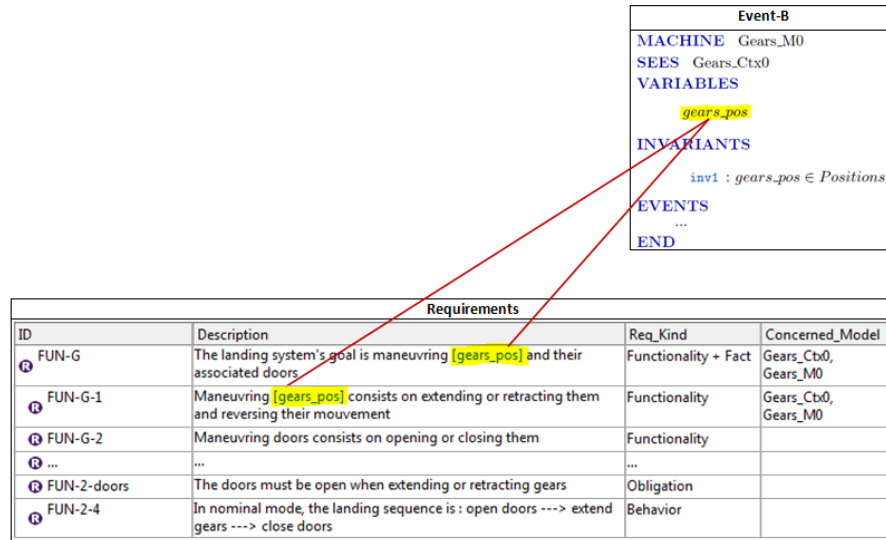 Event-B
MACHINE Gears_M0
SEES Gears_Ctx0
VARIABLES
gears_pos
INVARIANTS
inv1 : gears_pos ∈ Positions
EVENTS
...
END
Requirements
ID Description Req_Kind Concerned_Model
R FUN-G The landing system's goal is maneuvring [gears_pos] and their Functionality + Fact Gears_Ctx0,
associated doors Gears_M0
R FUN-G-1 Maneuvring [gears_pos] consists on extending or retracting them Functionality Gears_Ctx0,
and reversing their mouvement Gears_M0
R FUN-G-2 Maneuvring doors consists on opening or closing them Functionality
R ... ... ...
R FUN-2-doors The doors must be open when extending or retracting gears Obligation
R FUN-2-4 In nominal mode, the landing sequence is : open doors ---> extend Behavior
gears ---> close doors